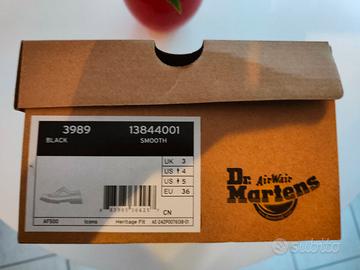 3989 13844001
BLACK SMOOTH
UK 3
US 4
US 5
EU 36
CN
AF500 Icons Heritage Fit
Dr. AirWair
Martens
subito